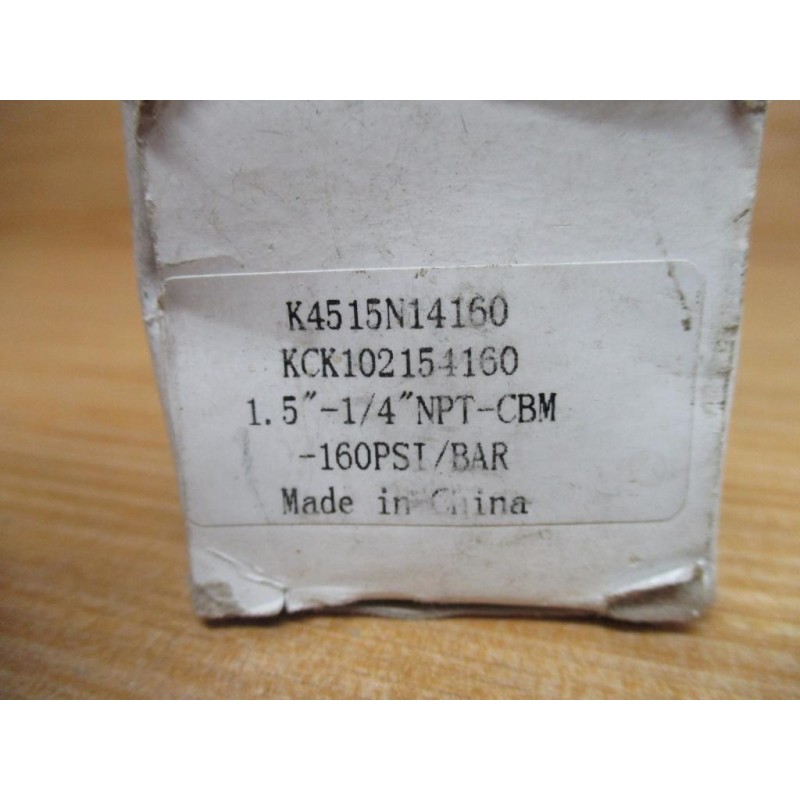 K4515N14160
KCK102154160
1.5"-1/4"NPT-CBM
-160PSI/BAR
Made in China